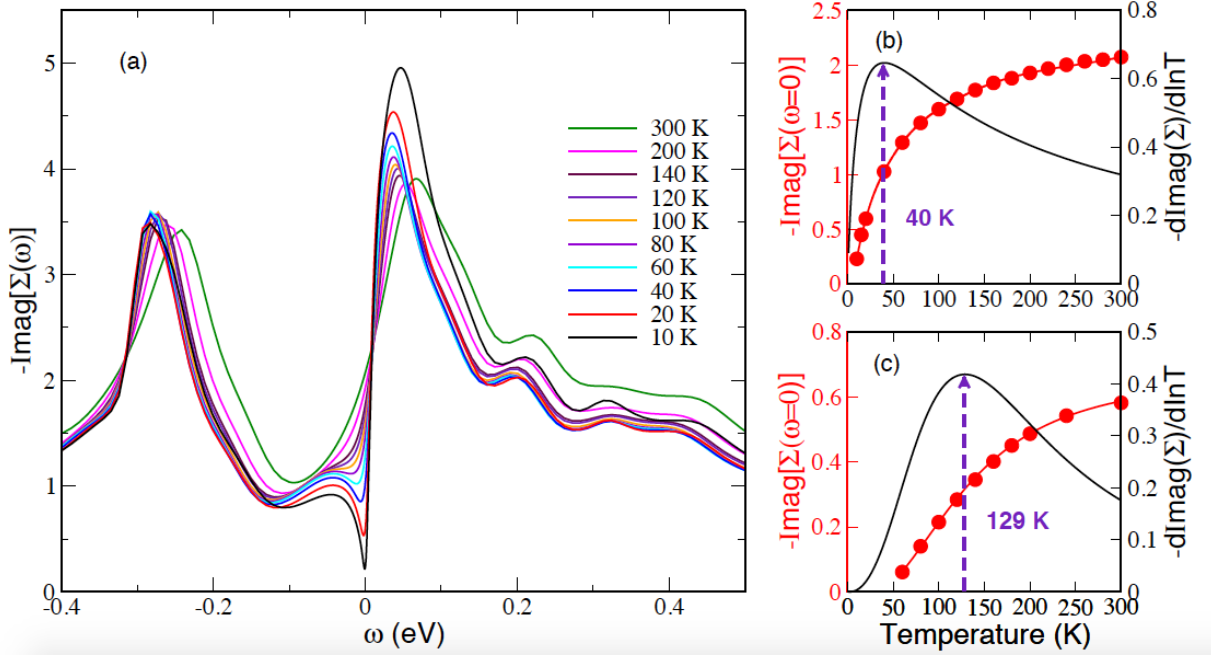 (a)
-Imag[Σ(ω)]
5
4
3
2
1
0
-0.4
-0.2
0
0.2
0.4
ω (eV)
300 K
200 K
140 K
120 K
100 K
80 K
60 K
40 K
20 K
10 K
(b)
-Imag[Σ(ω=0)]
2.5
2
1.5
1
0.5
0
40 K
0.8
0.6
0.4
0.2
0
-dImag(Σ)/dlnT
0 50 100 150 200 250 300
(c)
-Imag[Σ(ω=0)]
0.8
0.6
0.4
0.2
0
129 K
0.5
0.4
0.3
0.2
0.1
0
-dImag(Σ)/dlnT
0 50 100 150 200 250 300
Temperature (K)